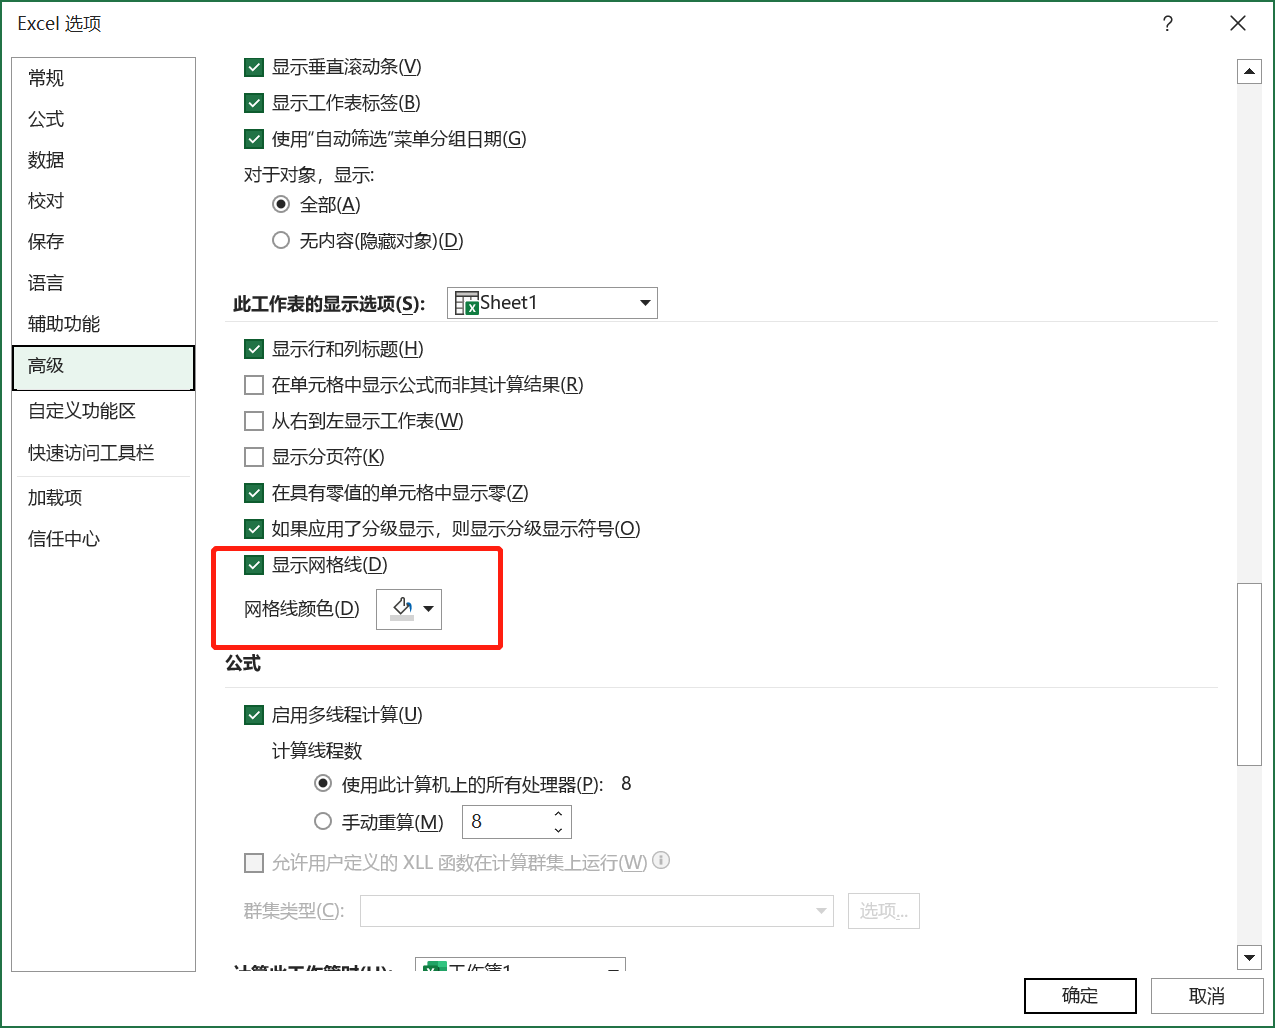 Excel 选项
?
常规
公式
数据
校对
保存
语言
辅助功能
高级
自定义功能区
快速访问工具栏
加载项
信任中心
显示垂直滚动条(V)
显示工作表标签(B)
使用“自动筛选”菜单分组日期(G)
对于对象，显示:
全部(A)
无内容(隐藏对象)(D)
此工作表的显示选项(S): Sheet1
显示行和列标题(H)
在单元格中显示公式而非其计算结果(R)
从右到左显示工作表(W)
显示分页符(K)
在具有零值的单元格中显示零(Z)
如果应用了分级显示，则显示分级显示符号(O)
显示网格线(D)
网格线颜色(D)
公式
启用多线程计算(U)
计算线程数
使用此计算机上的所有处理器(P): 8
手动重算(M) 8
允许用户定义的 XLL 函数在计算群集上运行(W)
群集类型(C): 选项...
计算此工作簿时(H): 工作簿1
确定 取消